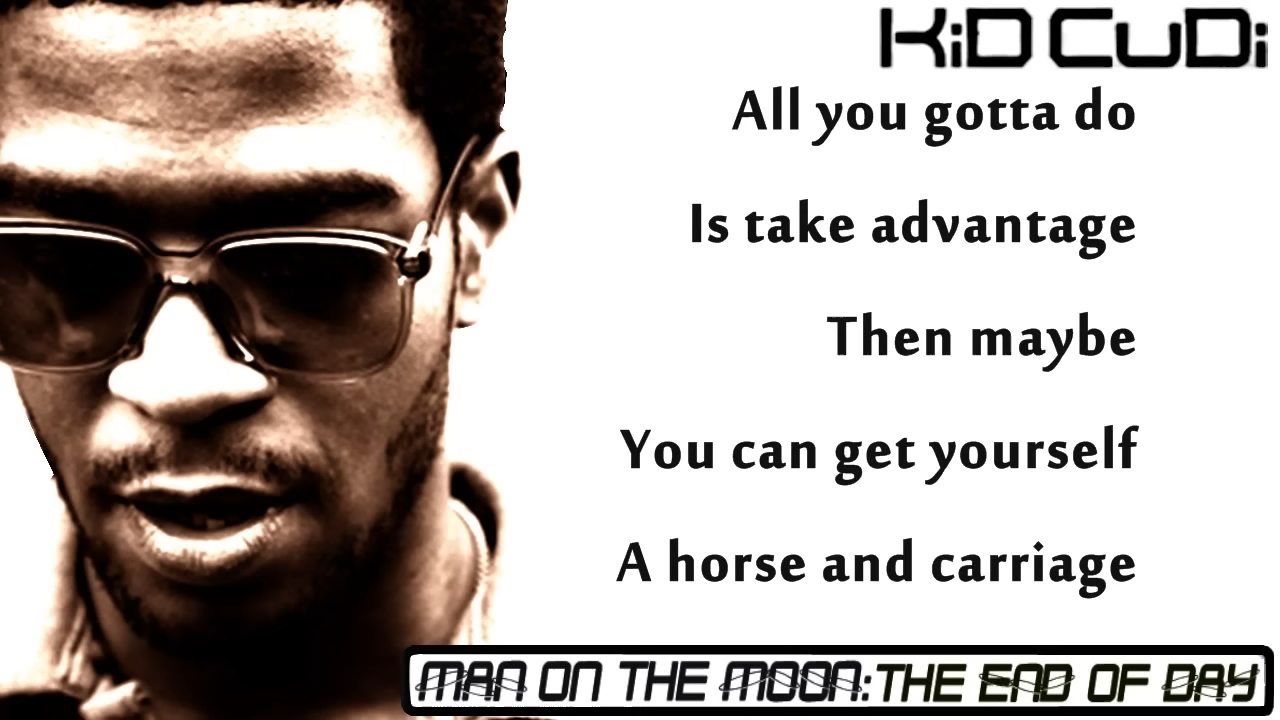 KiD CuDi
All you gotta do
Is take advantage
Then maybe
You can get yourself
A horse and carriage
MAN ON THE MOON:THE END OF DAY